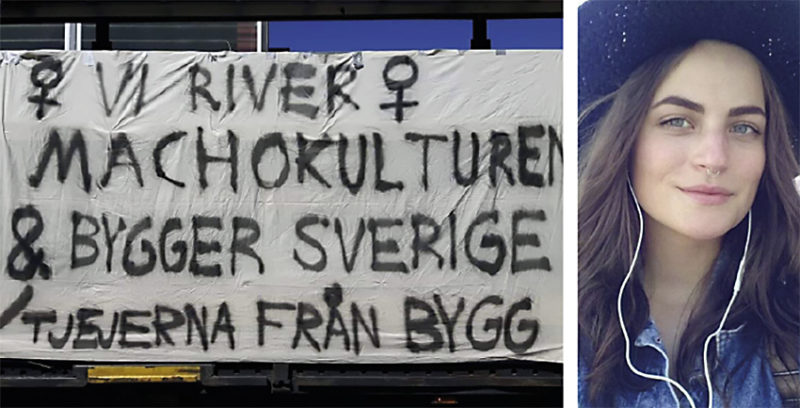 ♀ VI RIVER ♀
MACHOKULTUREN
& BYGGER SVERIGE
/TJEJERNA FRÅN BYGG